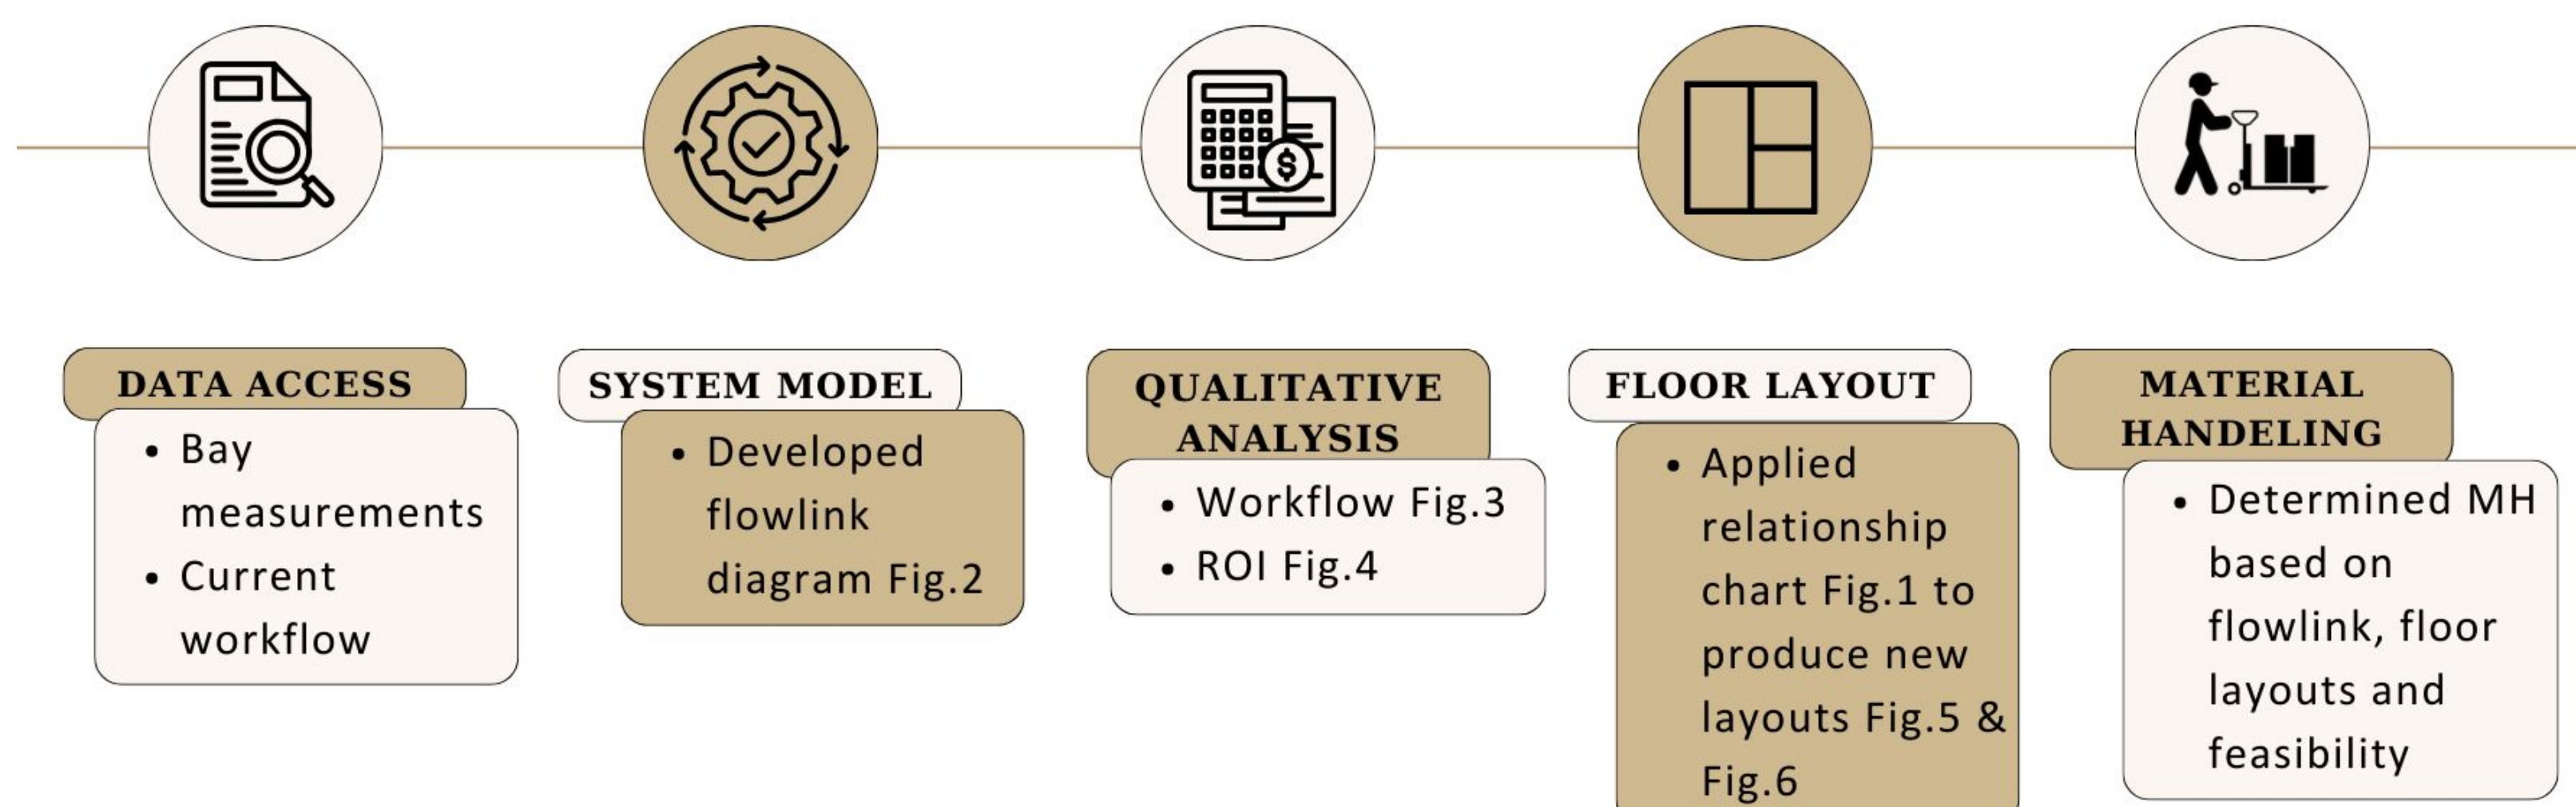 DATA ACCESS
• Bay
measurements
• Current
workflow
SYSTEM MODEL
• Developed
flowlink
diagram Fig.2
QUALITATIVE
ANALYSIS
• Workflow Fig.3
• ROI Fig.4
FLOOR LAYOUT
• Applied
relationship
chart Fig.1 to
produce new
layouts Fig.5 &
Fig.6
MATERIAL
HANDELING
• Determined MH
based on
flowlink, floor
layouts and
feasibility